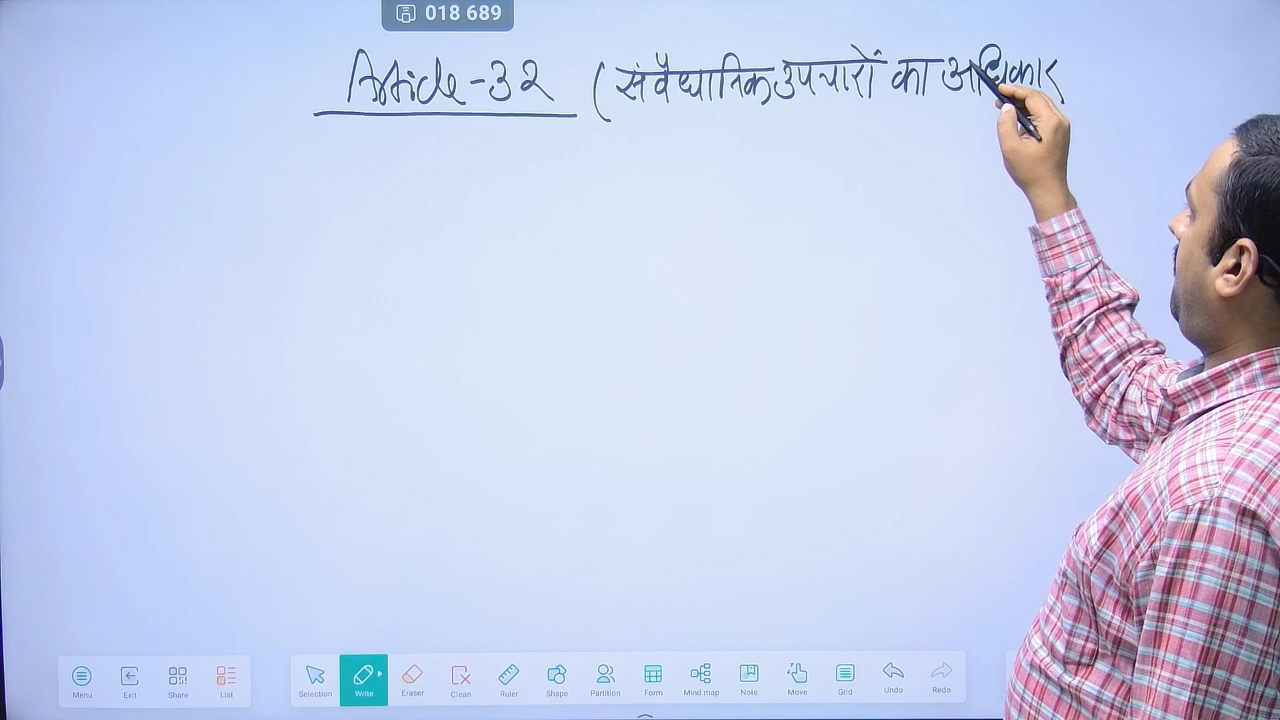 018 689
Article-32 (संवैधानिक उपचारों का अधिकार
Menu Exit Share List Selection Write Eraser Clean Ruler Shape Partition Form Mind map Note Move Grid Undo Redo